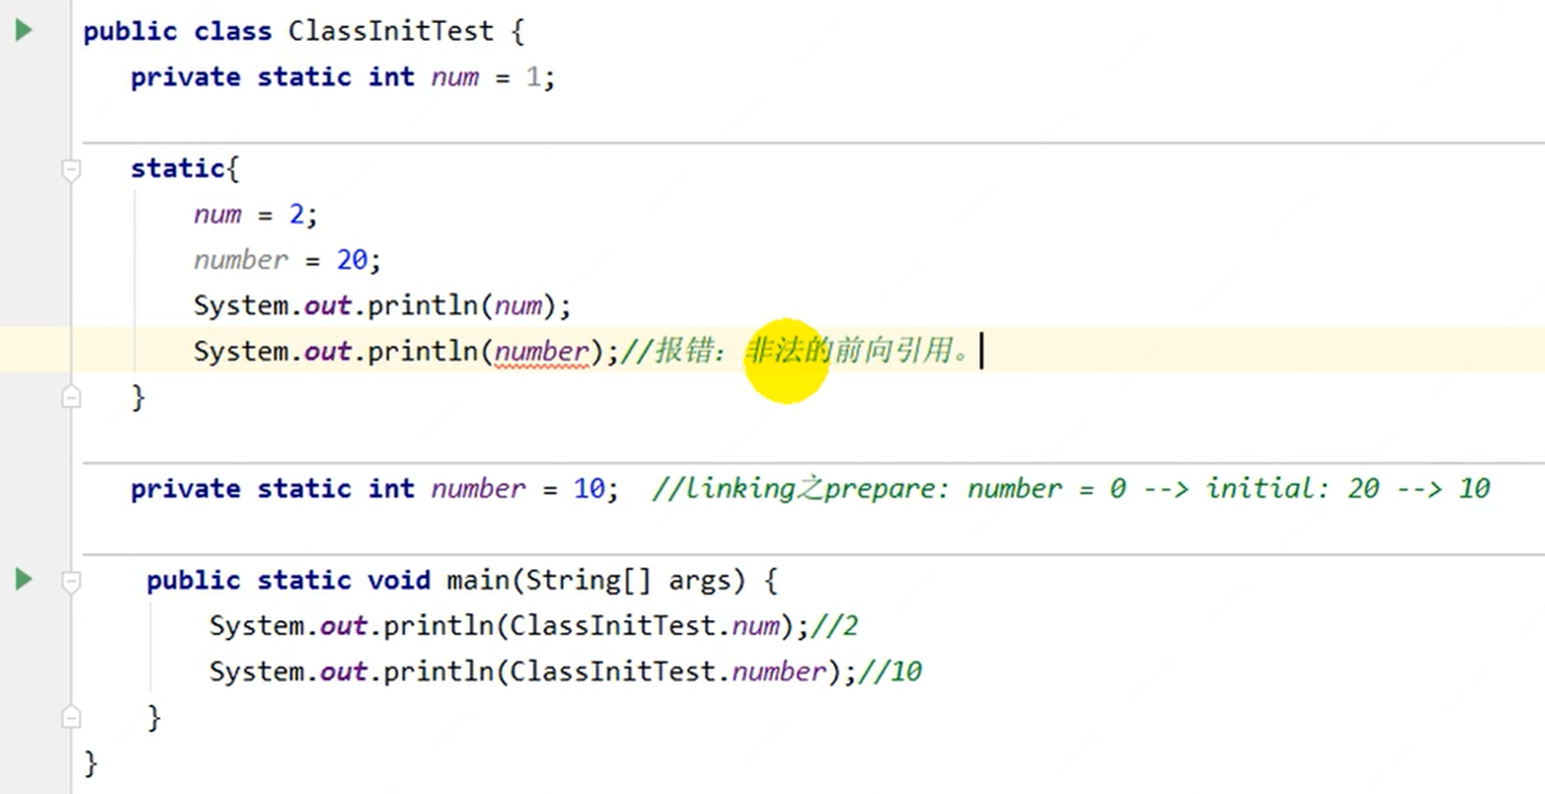 public class ClassInitTest {
private static int num = 1;
static{
num = 2;
number = 20;
System.out.println(num);
System.out.println(number);//报错：非法的前向引用。
}
private static int number = 10;  //linking之prepare: number = 0 --> initial: 20 --> 10
public static void main(String[] args) {
System.out.println(ClassInitTest.num);//2
System.out.println(ClassInitTest.number);//10
}
}